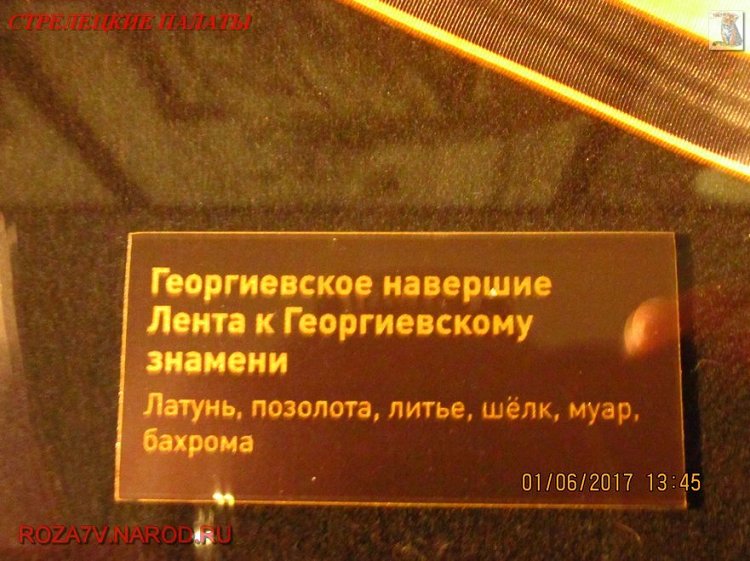 СТРЕЛЕЦКИЕ ПАЛАТЫ
Георгиевское навершие
Лента к Георгиевскому
знамени
Латунь, позолота, литье, шёлк, муар,
бахрома
01/06/2017 13:45
ROZA7V.NAROD.RU